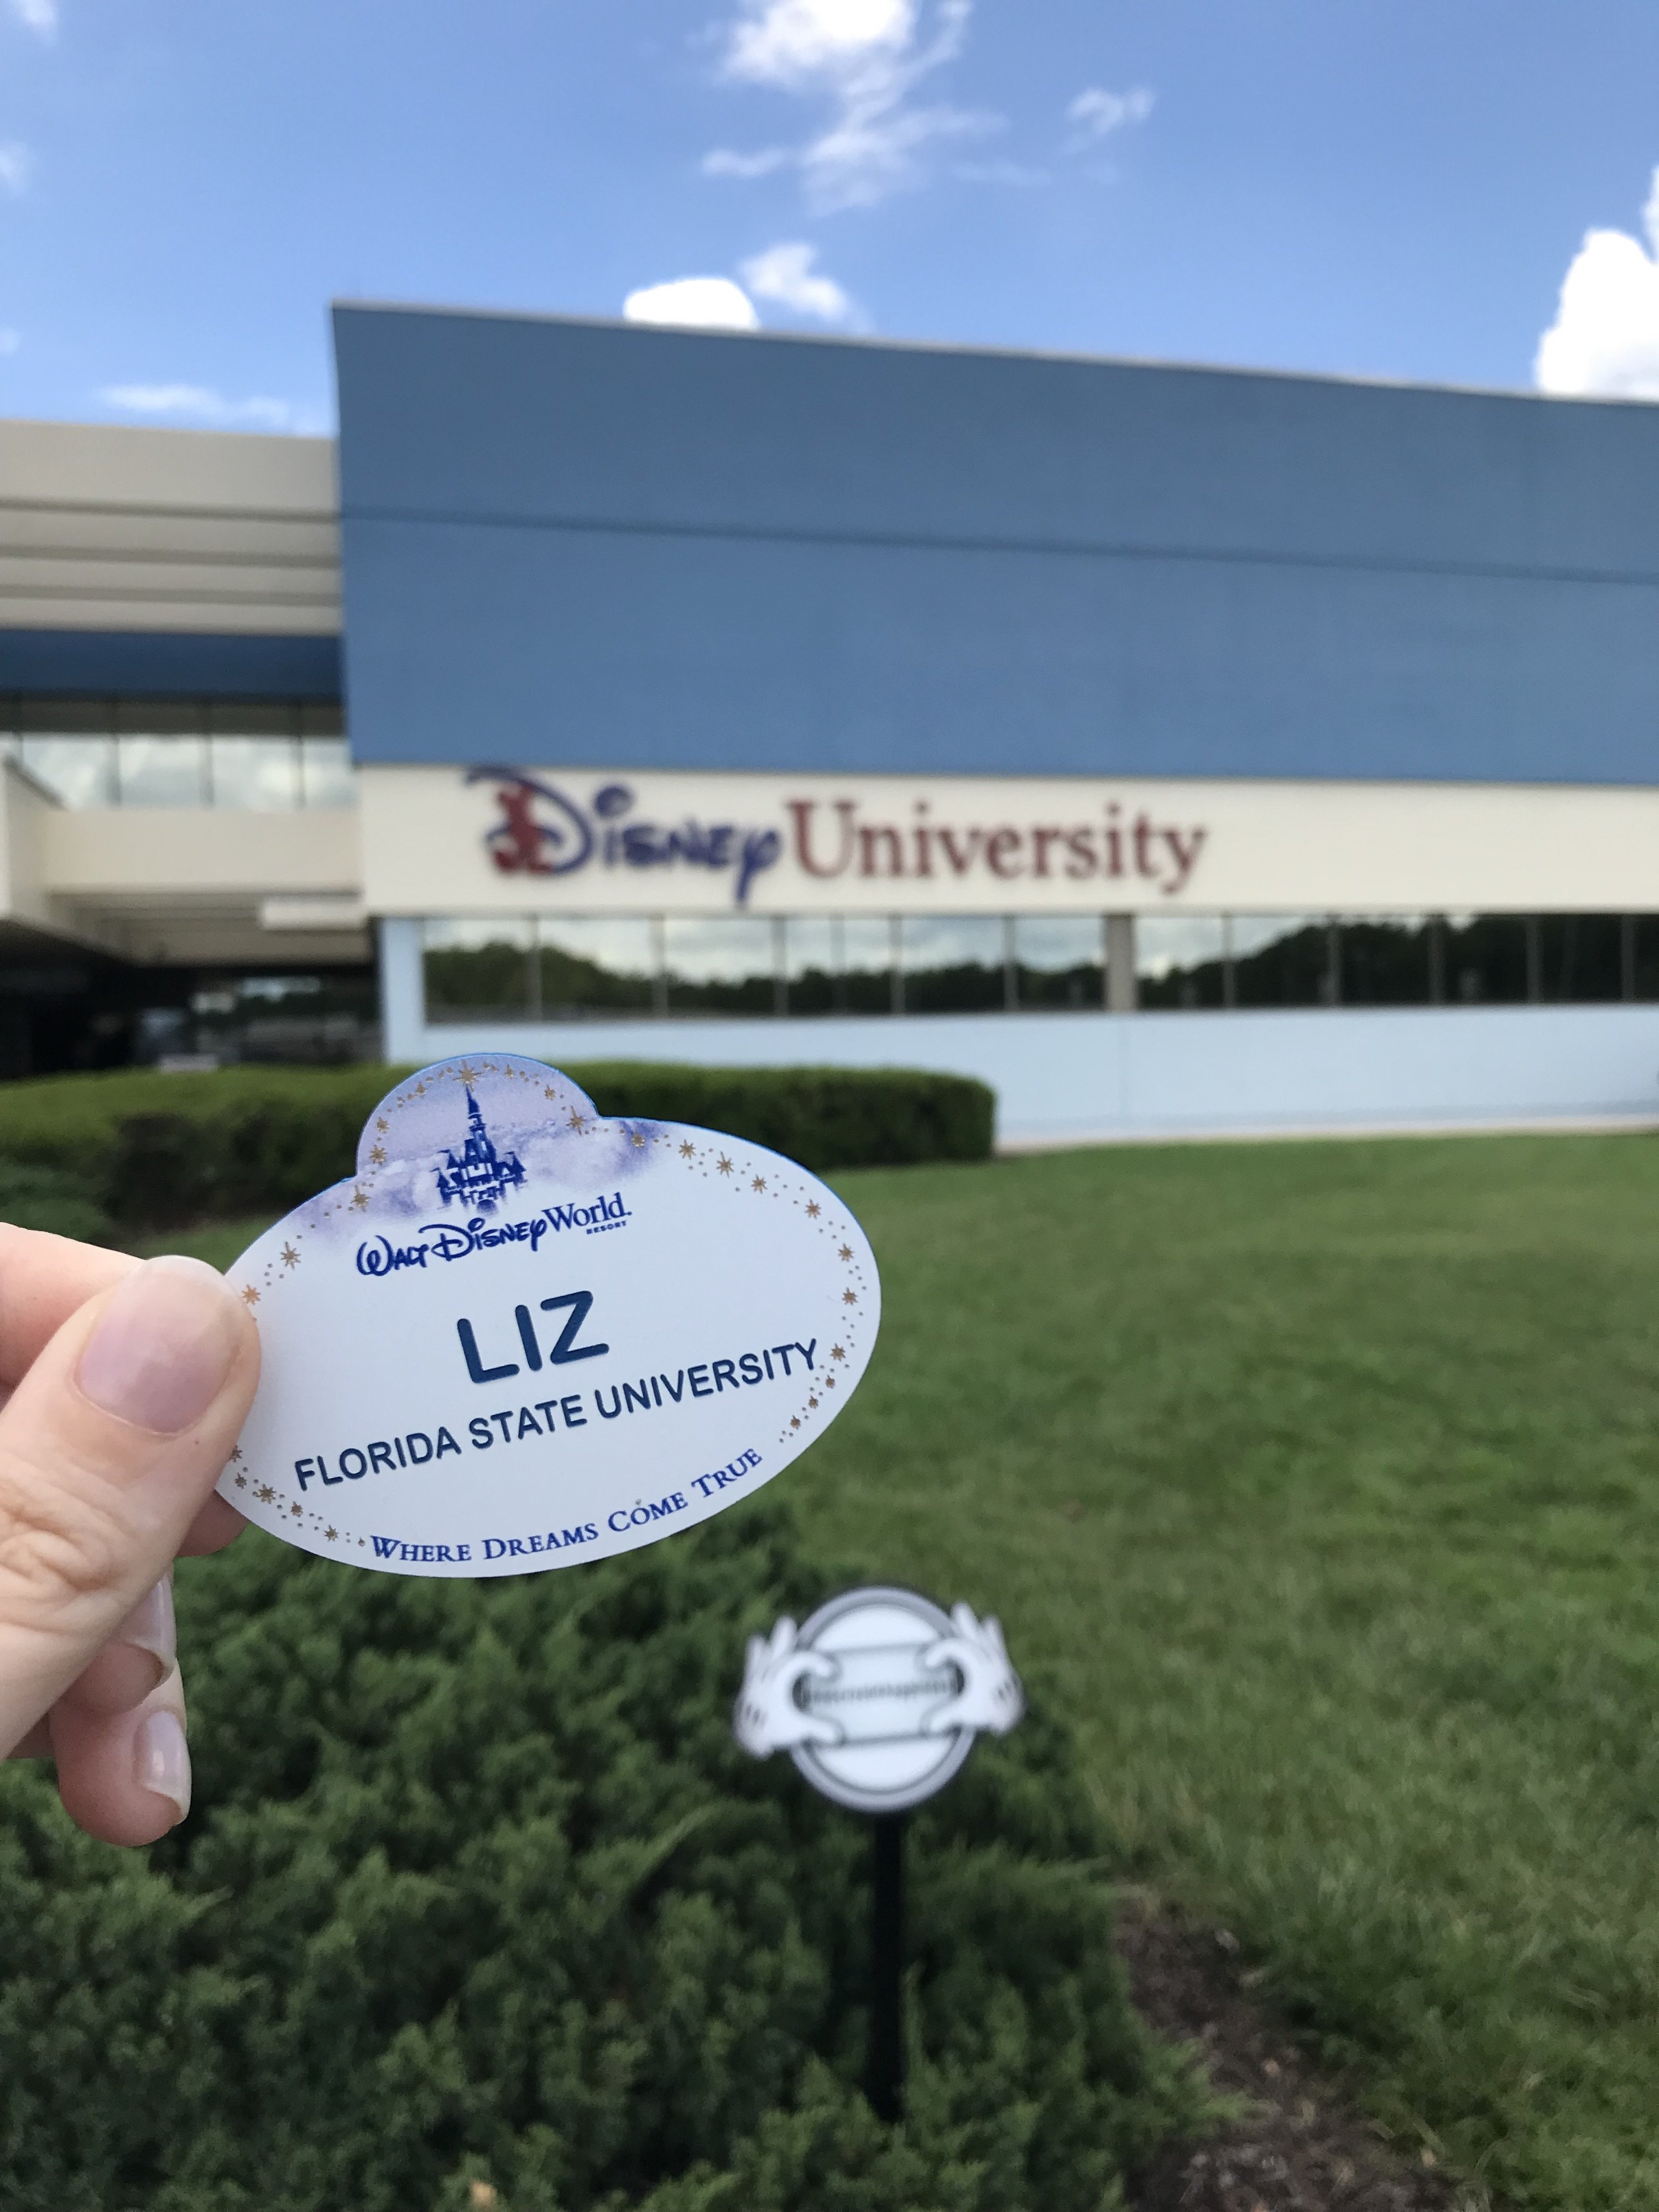 Disney University
Walt Disney World.
RESORT
LIZ
FLORIDA STATE UNIVERSITY
WHERE DREAMS COME TRUE